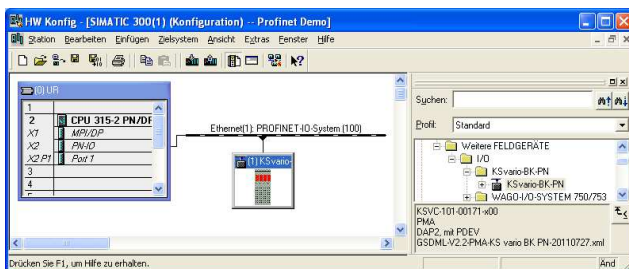 HW Konfig - [SIMATIC 300(1) (Konfiguration) -- Profinet Demo]
Station Bearbeiten Einfügen Zielsystem Ansicht Extras Fenster Hilfe
(0) UR
1
2 CPU 315-2 PN/DP
X1 MPI/DP
X2 PN-IO
X2 P1 Port 1
3
4
5
Ethernet(1): PROFINET-IO-System (100)
(1) KSvario-
Suchen:
Profil: Standard
Weitere FELDGERÄTE
I/O
KSvario-BK-PN
KSvario-BK-PN
WAGO-I/O-SYSTEM 750/753
KSVC-101-00171-x00
PMA
DAP2, mit PDEV
GSDML-V2.2-PMA-KS vario BK PN-20110727.xml
Drücken Sie F1, um Hilfe zu erhalten.
Änd